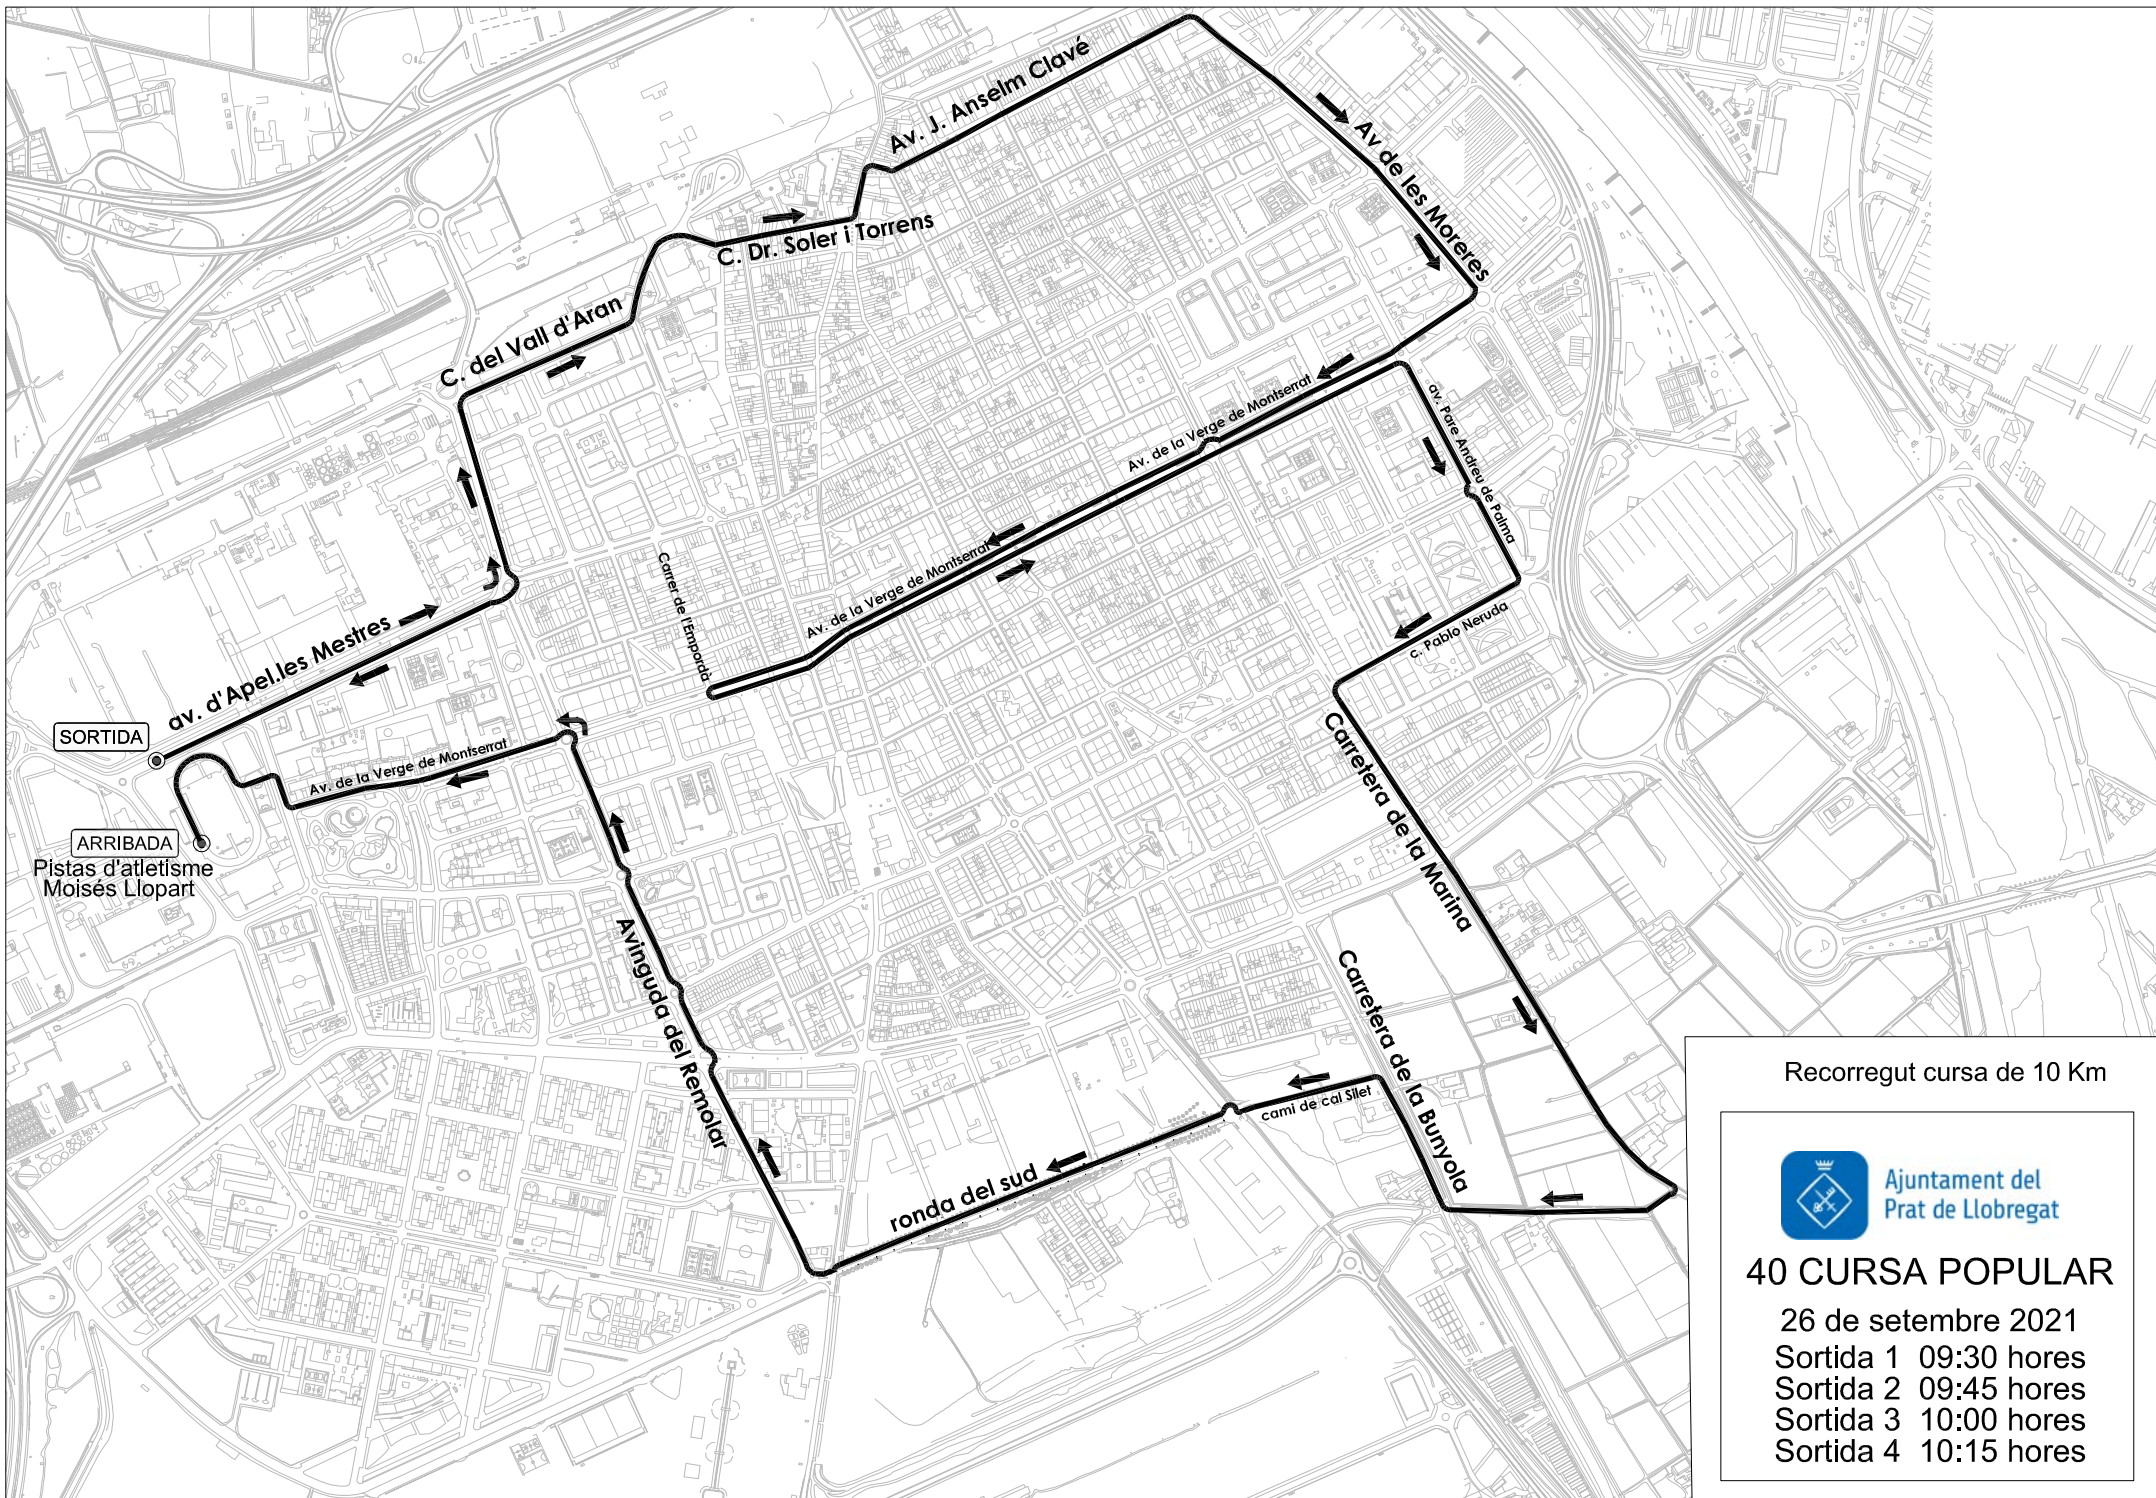 Av. J. Anselm Clavé
Av de les Moreres
C. Dr. Soler i Torrens
C. del Vall d'Aran
Av. de la Verge de Montserrat
av. Pare Andreu de Palma
Av. de la Verge de Montserrat
Carrer de l'Empordà
c. Pablo Neruda
av. d'Apel.les Mestres
SORTIDA
Av. de la Verge de Montserrat
ARRIBADA
Pistas d'atletisme
Moisés Llopart
Carretera de la Marina
Avinguda del Remolar
Carretera de la Bunyola
cami de cal Silet
ronda del sud
Recorregut cursa de 10 Km
Ajuntament del
Prat de Llobregat
40 CURSA POPULAR
26 de setembre 2021
Sortida 1 09:30 hores
Sortida 2 09:45 hores
Sortida 3 10:00 hores
Sortida 4 10:15 hores